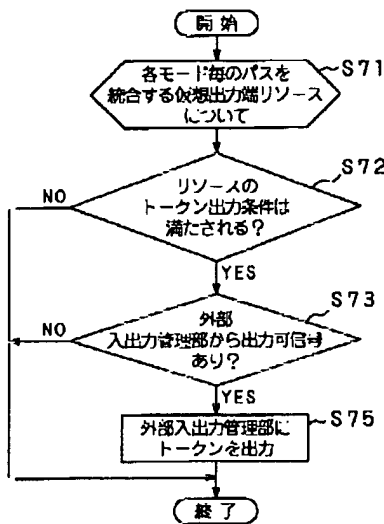 開始
各モード毎のパスを
統合する仮想出力端リソース
について
S71
リソースの
トークン出力条件は
満たされる?
S72
NO
YES
外部
入出力管理部から出力可信号
あり?
S73
NO
YES
外部入出力管理部に
トークンを出力
S75
終了